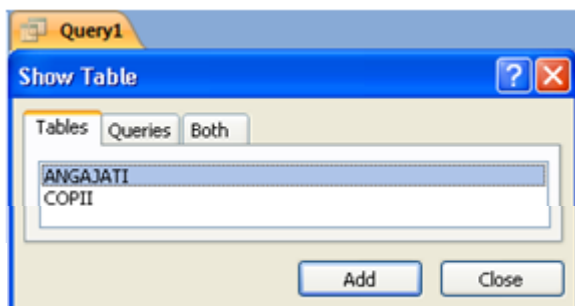 Query1
Show Table
Tables Queries Both
ANGAJATI
COPII
Add Close